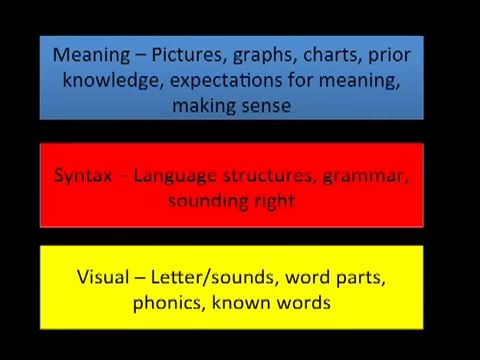 Meaning – Pictures, graphs, charts, prior
knowledge, expectations for meaning,
making sense
Syntax – Language structures, grammar,
sounding right
Visual – Letter/sounds, word parts,
phonics, known words